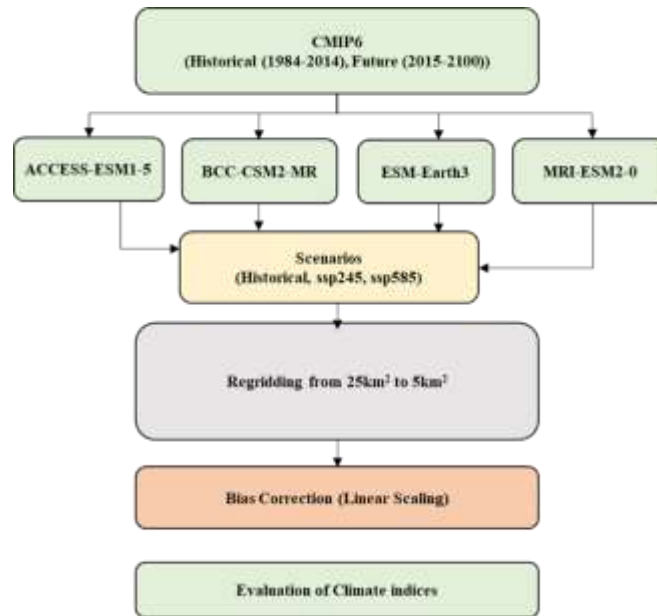 CMIP6
(Historical (1984-2014), Future (2015-2100))
ACCESS-ESM1-5
BCC-CSM2-MR
ESM-Earth3
MRI-ESM2-0
Scenarios
(Historical, ssp245, ssp585)
Regridding from 25km² to 5km²
Bias Correction (Linear Scaling)
Evaluation of Climate indices